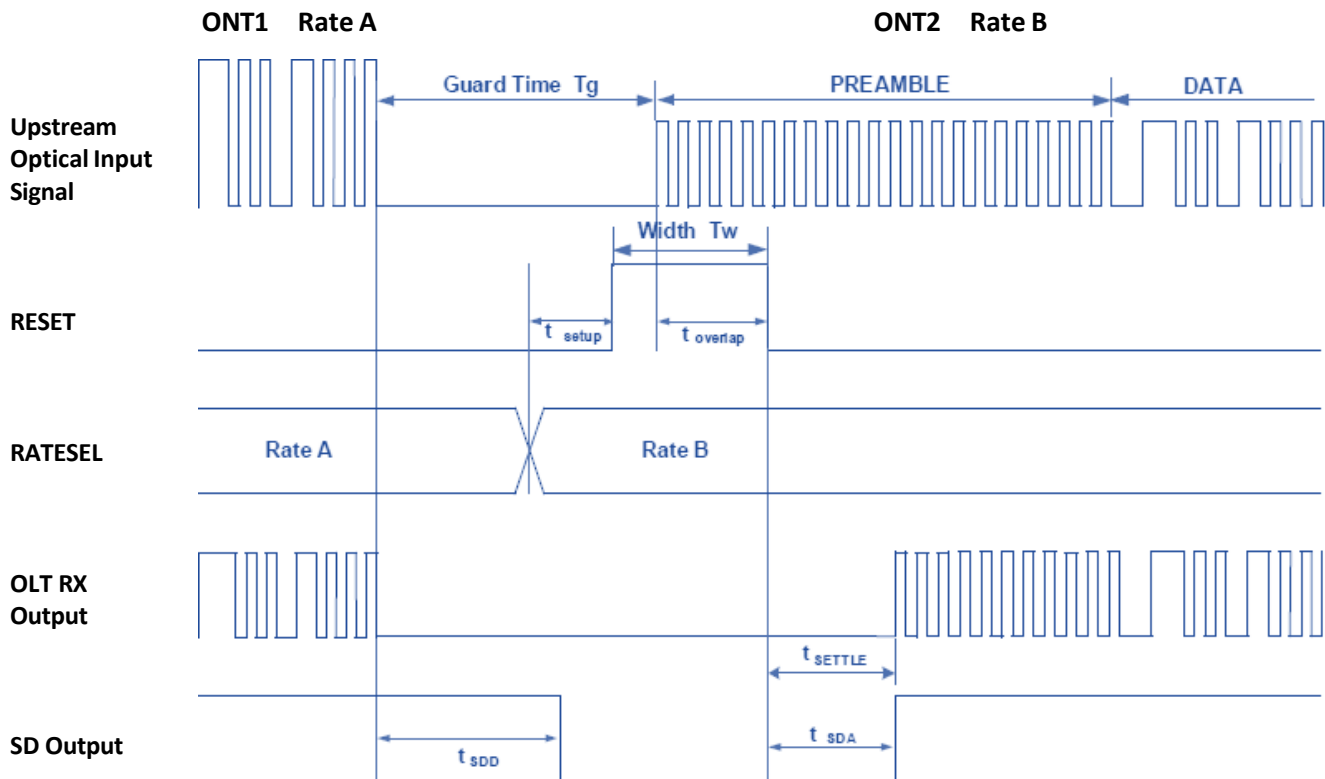 ONT1 Rate A
ONT2 Rate B
Guard Time Tg
PREAMBLE
DATA
Upstream
Optical Input
Signal
Width Tw
RESET
t setup
t overlap
RATESEL
Rate A
Rate B
OLT RX
Output
t SETTLE
SD Output
t SDD
t SDA